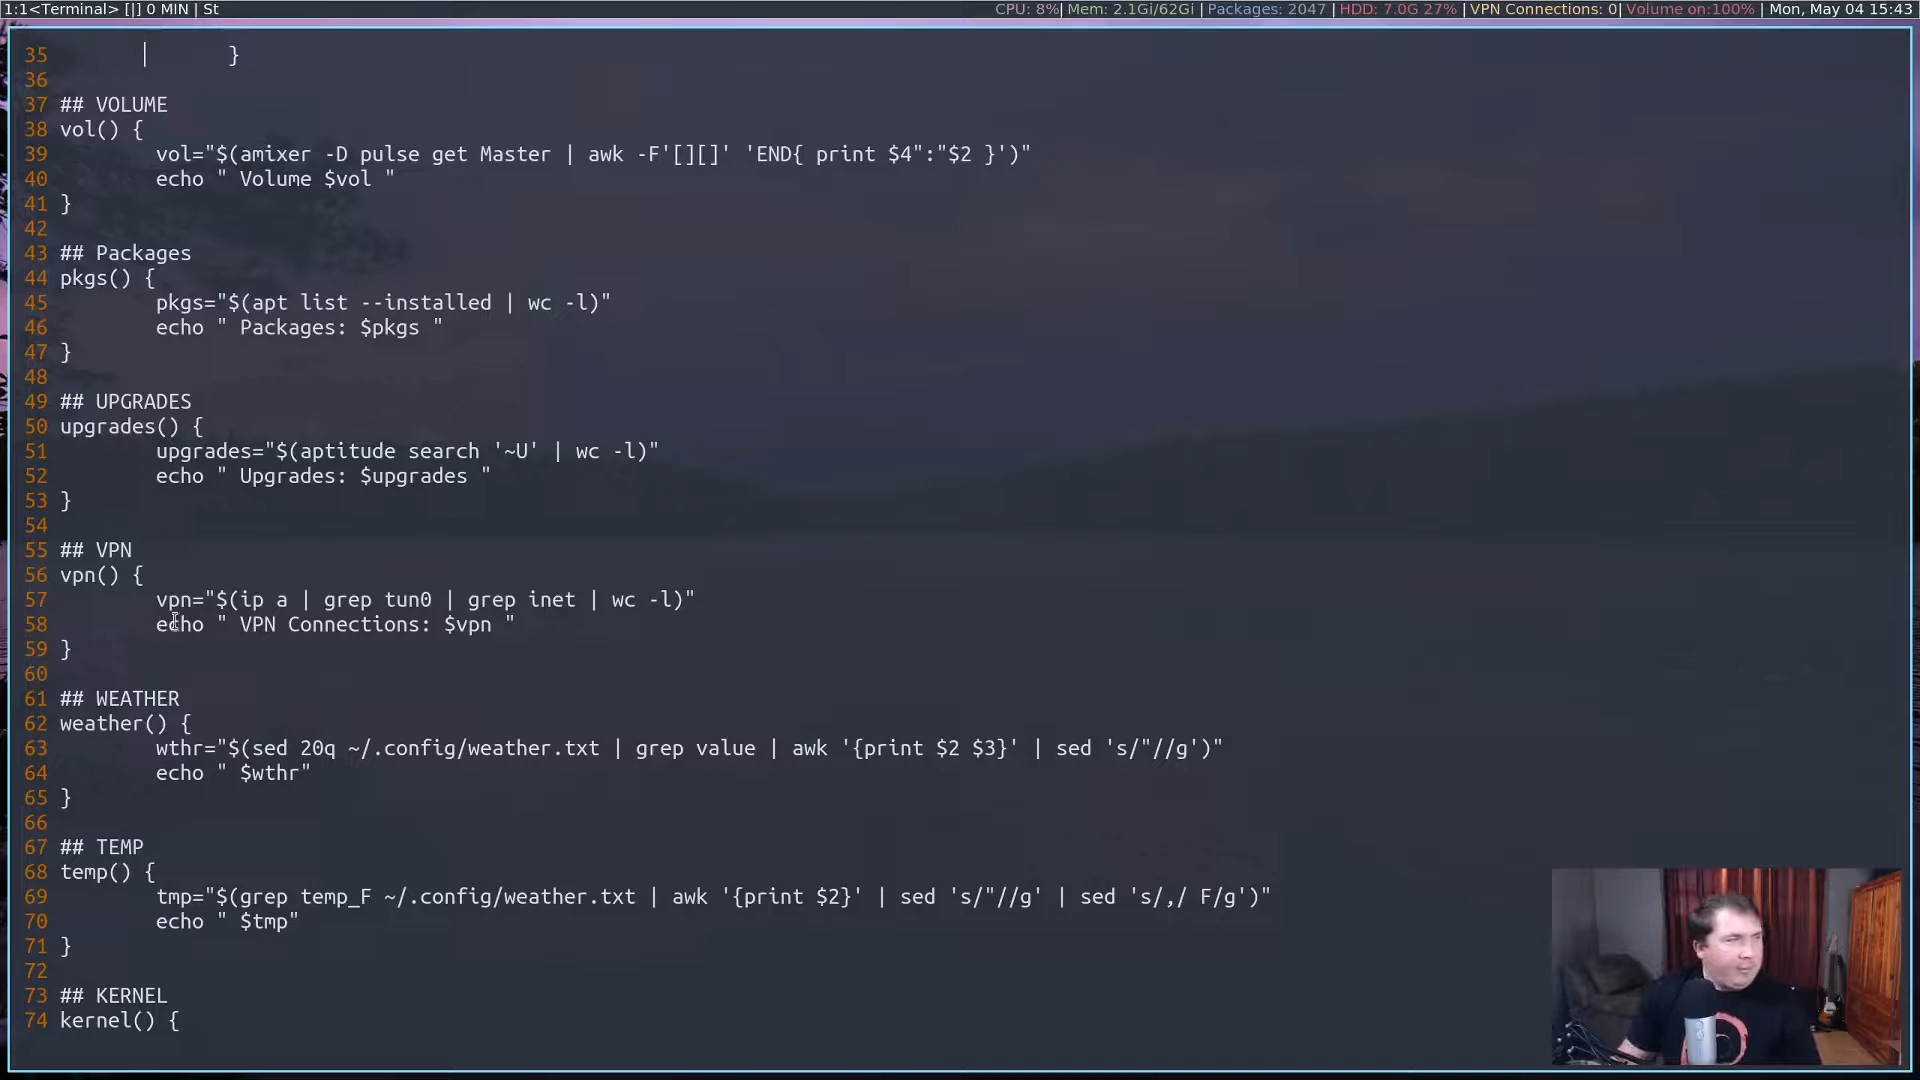 1:1<Terminal> [|] 0 MIN | St
CPU: 8%| Mem: 2.1Gi/62Gi | Packages: 2047 | HDD: 7.0G 27% | VPN Connections: 0| Volume on:100% | Mon, May 04 15:43
35 }
36
37 ## VOLUME
38 vol() {
39 vol="$(amixer -D pulse get Master | awk -F'[][]' 'END{ print $4":"$2 }')"
40 echo " Volume $vol "
41 }
42
43 ## Packages
44 pkgs() {
45 pkgs="$(apt list --installed | wc -l)"
46 echo " Packages: $pkgs "
47 }
48
49 ## UPGRADES
50 upgrades() {
51 upgrades="$(aptitude search '~U' | wc -l)"
52 echo " Upgrades: $upgrades "
53 }
54
55 ## VPN
56 vpn() {
57 vpn="$(ip a | grep tun0 | grep inet | wc -l)"
58 echo " VPN Connections: $vpn "
59 }
60
61 ## WEATHER
62 weather() {
63 wthr="$(sed 20q ~/.config/weather.txt | grep value | awk '{print $2 $3}' | sed 's/"//g')"
64 echo " $wthr"
65 }
66
67 ## TEMP
68 temp() {
69 tmp="$(grep temp_F ~/.config/weather.txt | awk '{print $2}' | sed 's/"//g' | sed 's/,/ F/g')"
70 echo " $tmp"
71 }
72
73 ## KERNEL
74 kernel() {